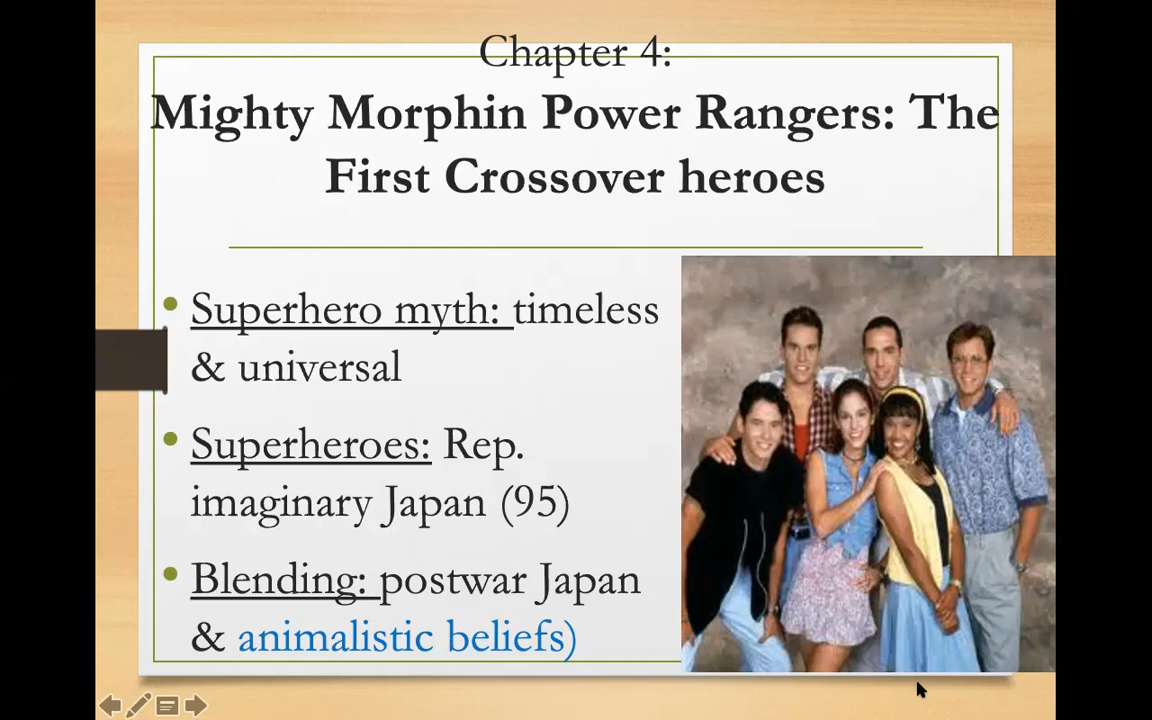 Chapter 4:
Mighty Morphin Power Rangers: The
First Crossover heroes
• Superhero myth: timeless
& universal
• Superheroes: Rep.
imaginary Japan (95)
• Blending: postwar Japan
& animalistic beliefs)